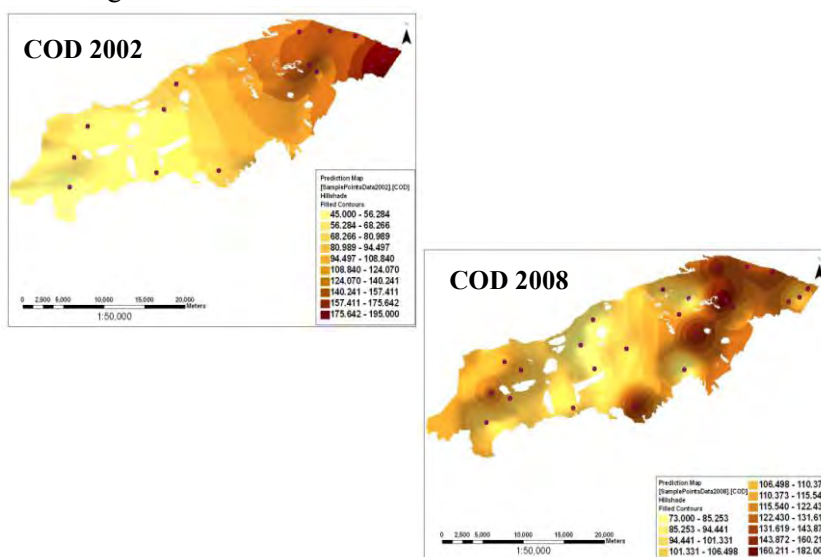 COD 2002
Prediction Map
[SamplePointsData2002].[COD]
Hillshade
Filled Contours
45.000 - 56.284
56.284 - 68.266
68.266 - 80.989
80.989 - 94.497
94.497 - 108.840
108.840 - 124.070
124.070 - 140.241
140.241 - 157.411
157.411 - 175.642
175.642 - 195.000
0 2,500 5,000 10,000 15,000 20,000
Meters
1:50,000
COD 2008
Prediction Map
[SamplePointsData2008].[COD]
Hillshade
Filled Contours
73.000 - 85.253
85.253 - 94.441
94.441 - 101.331
101.331 - 106.498
106.498 - 110.37
110.373 - 115.54
115.540 - 122.43
122.430 - 131.61
131.619 - 143.87
143.872 - 160.21
160.211 - 182.0
0 2,500 5,000 10,000 15,000 20,000
Meters
1:50,000